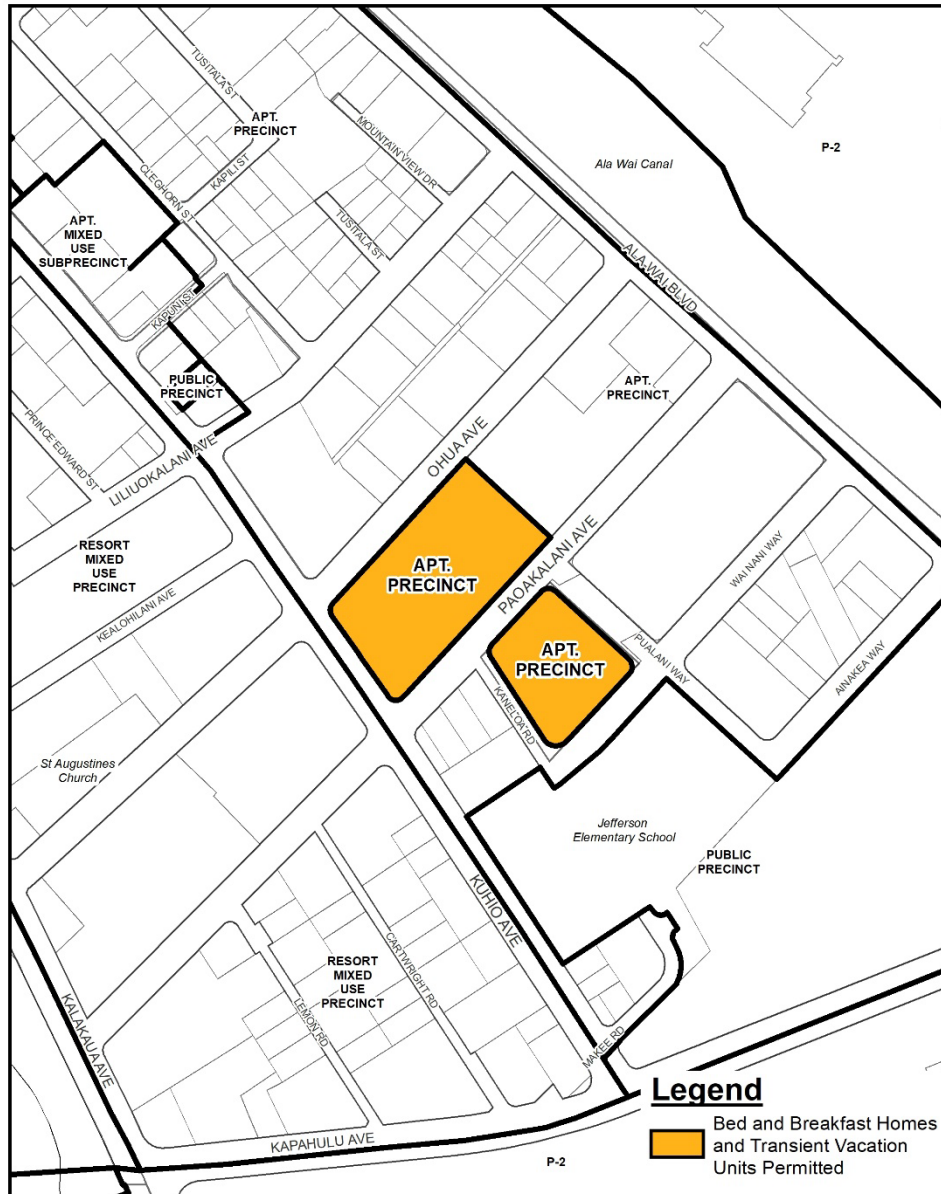 TUSITALA ST
APT.
PRECINCT
MOUNTAIN VIEW DR
P-2
Ala Wai Canal
KAPILI ST
CLEGHORN ST
TUSITALA ST
APT.
MIXED
USE
SUBPRECINCT
ALA WAI BLVD
KAPUNI ST
PUBLIC
PRECINCT
APT.
PRECINCT
PRINCE EDWARD ST
LILIUOKALANI AVE
OHUA AVE
RESORT
MIXED
USE
PRECINCT
APT.
PRECINCT
PAOAKALANI AVE
WAI NANI WAY
KEALOHILANI AVE
APT.
PRECINCT
PUALANI WAY
AINAKEA WAY
KANELOA RD
St Augustines
Church
Jefferson
Elementary School
PUBLIC
PRECINCT
KUHIO AVE
CARTWRIGHT RD
RESORT
MIXED
USE
PRECINCT
LEMON RD
KALAKAUA AVE
MAKEE RD
KAPAHULU AVE
P-2
Legend
Bed and Breakfast Homes
and Transient Vacation
Units Permitted